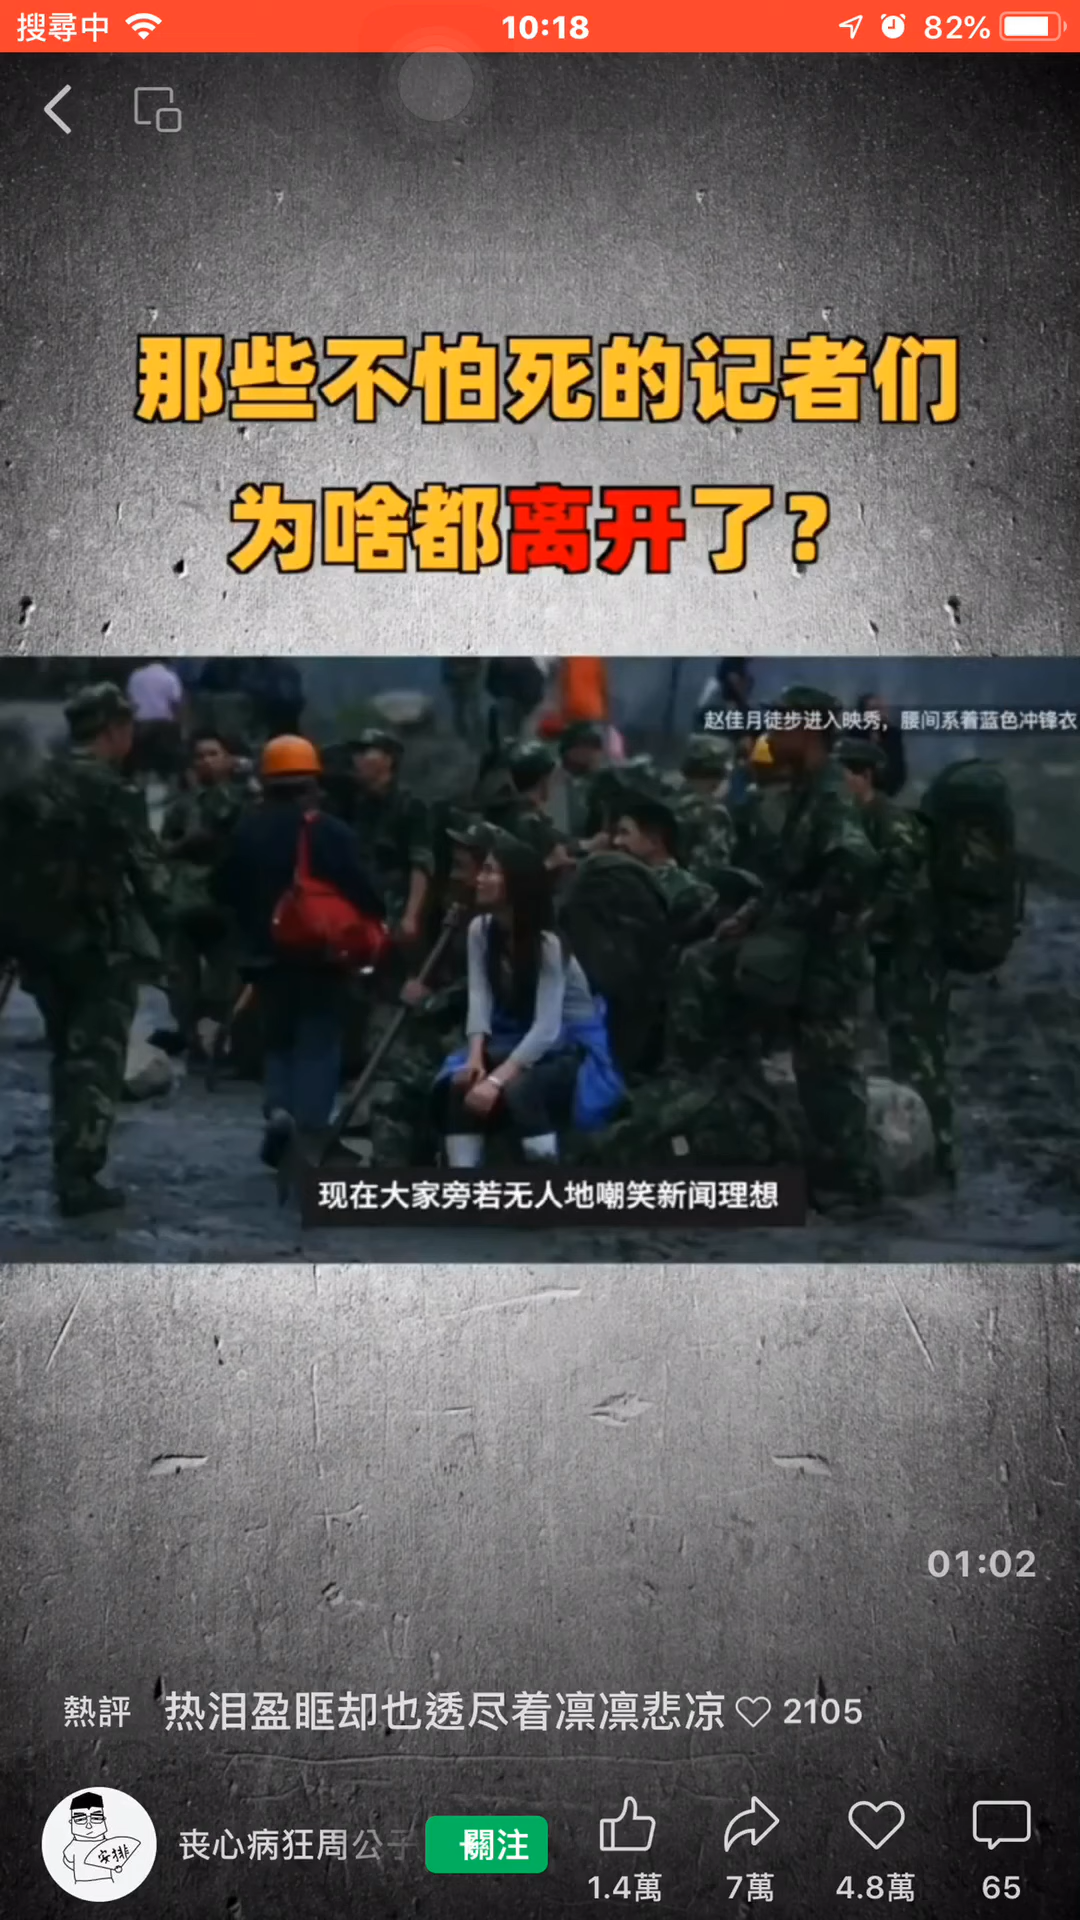 搜尋中 10:18 82%
那些不怕死的记者们
为啥都离开了?
赵佳月徒步进入映秀，腰间系着蓝色冲锋衣
现在大家旁若无人地嘲笑新闻理想
01:02
熱評 热泪盈眶却也透尽着凛凛悲凉 2105
安排
丧心病狂周公子 關注
1.4萬 7萬 4.8萬 65